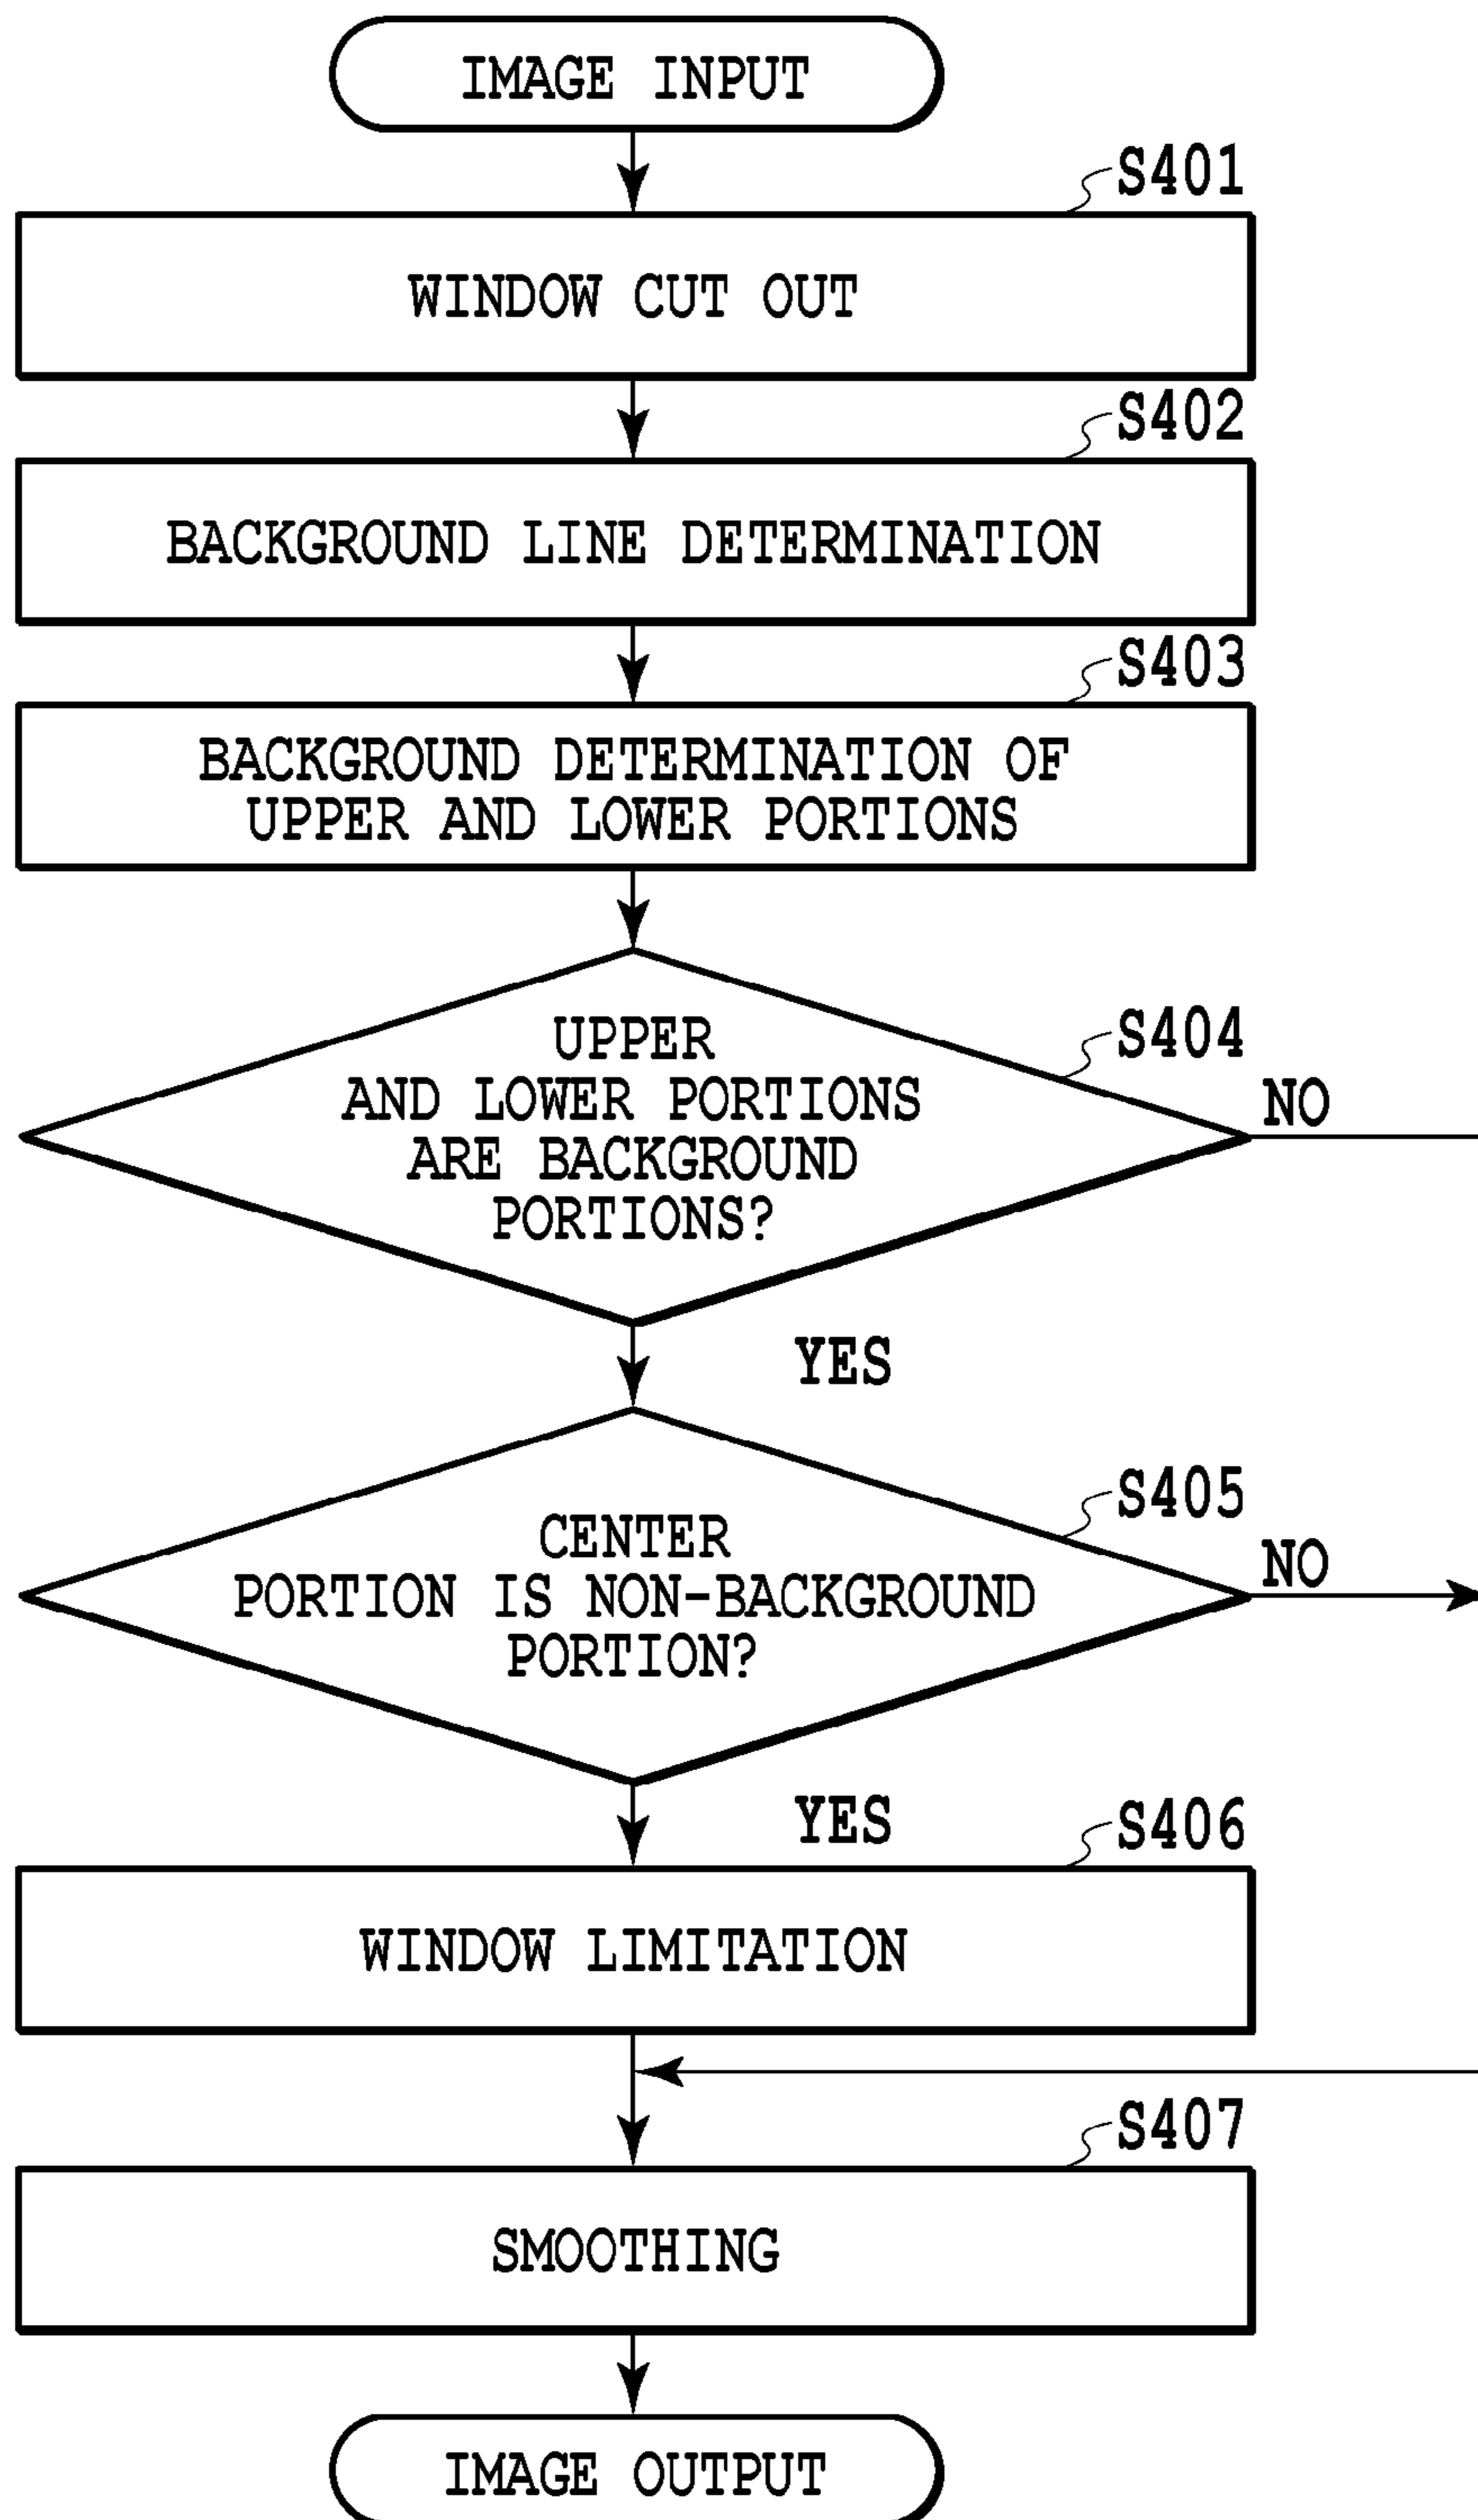 IMAGE INPUT
S401
WINDOW CUT OUT
S402
BACKGROUND LINE DETERMINATION
S403
BACKGROUND DETERMINATION OF
UPPER AND LOWER PORTIONS
S404
UPPER
AND LOWER PORTIONS
ARE BACKGROUND
PORTIONS?
NO
YES
S405
CENTER
PORTION IS NON-BACKGROUND
PORTION?
NO
YES
S406
WINDOW LIMITATION
S407
SMOOTHING
IMAGE OUTPUT